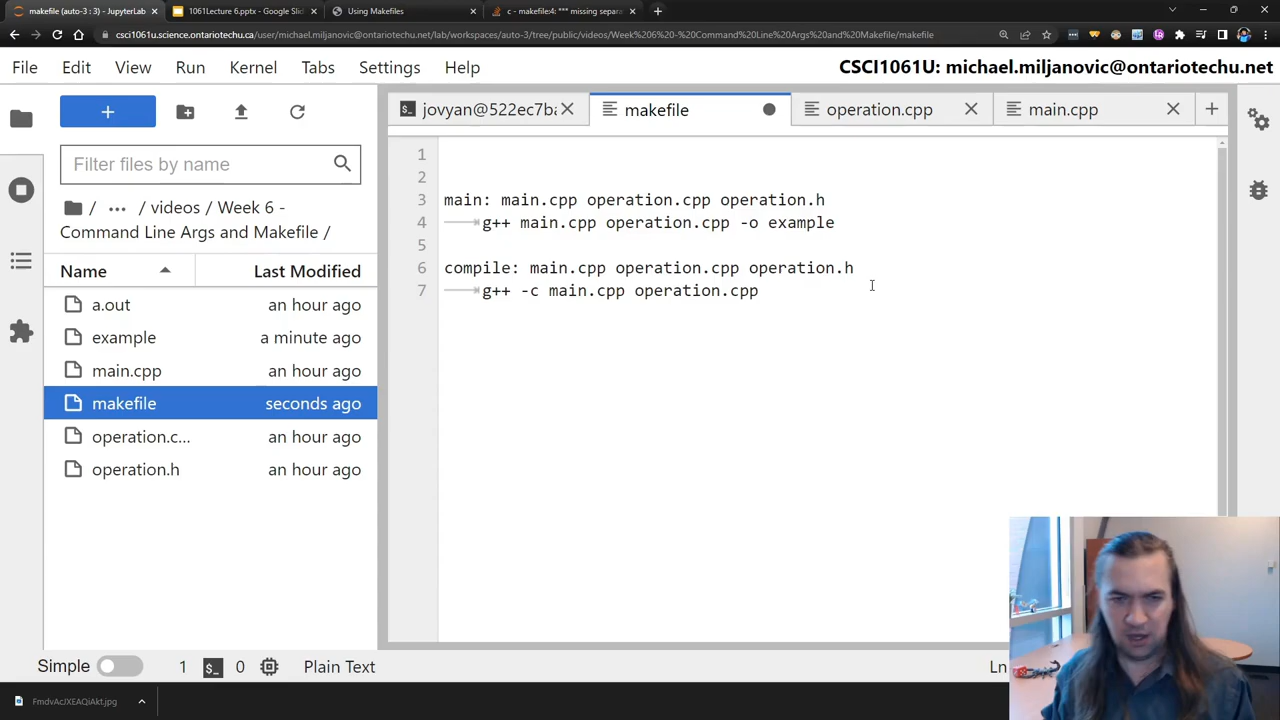 makefile (auto-3 : 3) - JupyterLab
1061Lecture 6.pptx - Google Slid
Using Makefiles
c - makefile:4: *** missing separa
csci1061u.science.ontariotechu.ca/user/michael.miljanovic@ontariotechu.net/lab/workspaces/auto-3/tree/public/videos/Week%206%20-%20Command%20Line%20Args%20and%20Makefile/makefile
File Edit View Run Kernel Tabs Settings Help
CSCI1061U: michael.miljanovic@ontariotechu.net
jovyan@522ec7ba
makefile
operation.cpp
main.cpp
Filter files by name
/ ... / videos / Week 6 -
Command Line Args and Makefile /
Name Last Modified
a.out an hour ago
example a minute ago
main.cpp an hour ago
makefile seconds ago
operation.c... an hour ago
operation.h an hour ago
1
2
3 main: main.cpp operation.cpp operation.h
4 g++ main.cpp operation.cpp -o example
5
6 compile: main.cpp operation.cpp operation.h
7 g++ -c main.cpp operation.cpp
Simple 1 0 Plain Text Ln
FmdvAcJXEAQiAkt.jpg